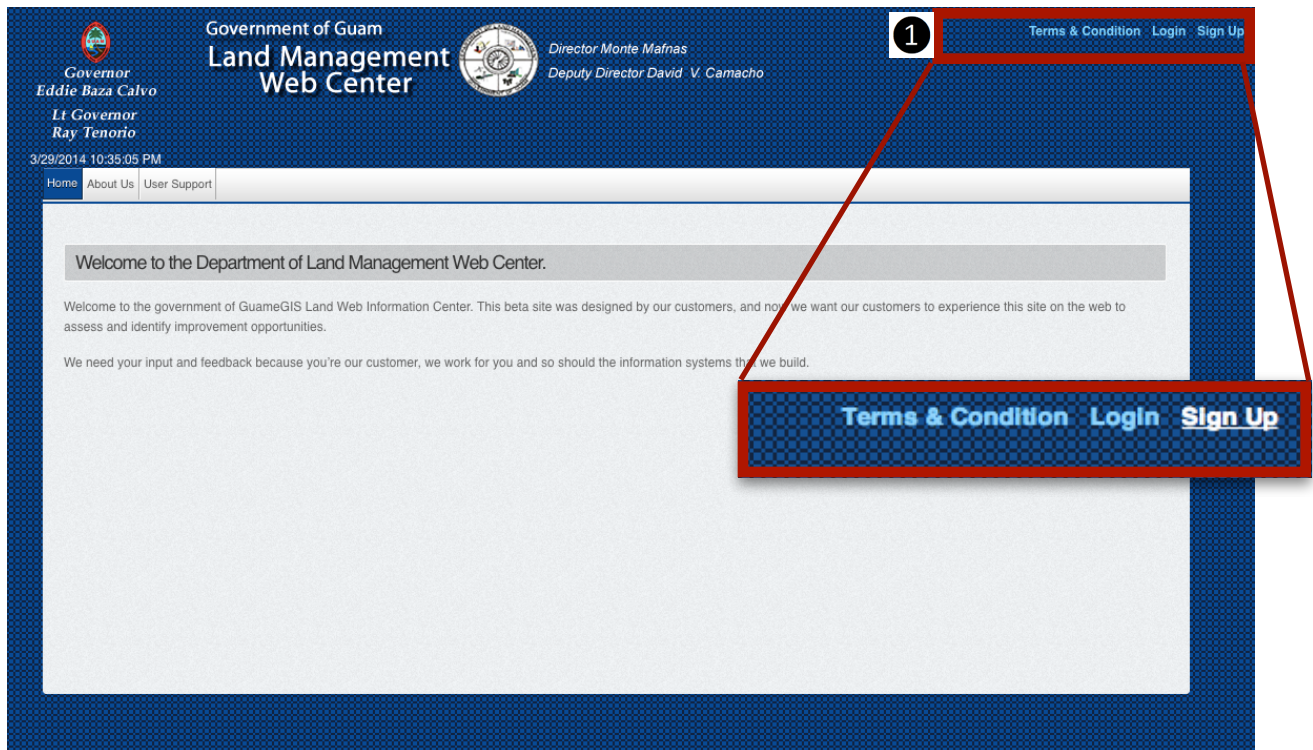 Governor
Eddie Baza Calvo
Lt Governor
Ray Tenorio
3/29/2014 10:35:05 PM
Government of Guam
Land Management
Web Center
Director Monte Mafnas
Deputy Director David V. Camacho
1
Terms & Condition Login Sign Up
Home About Us User Support
Welcome to the Department of Land Management Web Center.
Welcome to the government of GuameGIS Land Web Information Center. This beta site was designed by our customers, and now we want our customers to experience this site on the web to
assess and identify improvement opportunities.
We need your input and feedback because you're our customer, we work for you and so should the information systems that we build.
Terms & Condition Login Sign Up